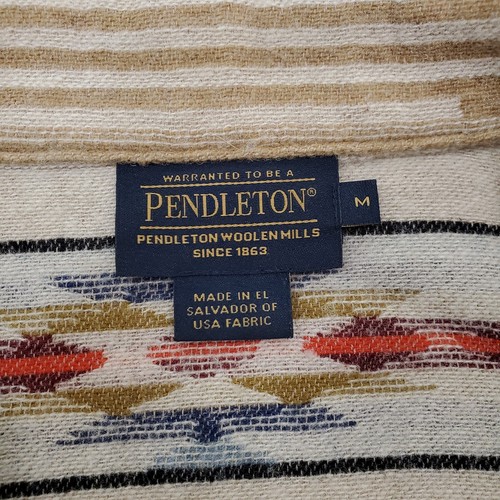 WARRANTED TO BE A
PENDLETON®
PENDLETON WOOLEN MILLS
SINCE 1863
M
MADE IN EL
SALVADOR OF
USA FABRIC